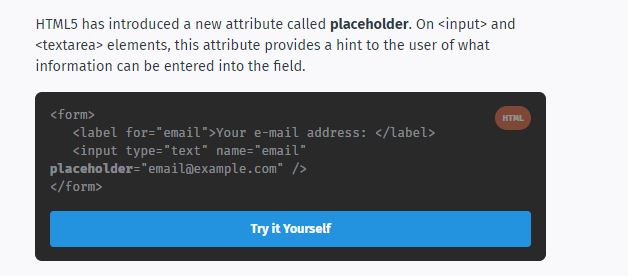 HTML5 has introduced a new attribute called placeholder. On <input> and
<textarea> elements, this attribute provides a hint to the user of what
information can be entered into the field.
<form>
HTML
<label for="email">Your e-mail address: </label>
<input type="text" name="email"
placeholder="email@example.com" />
</form>
Try it Yourself